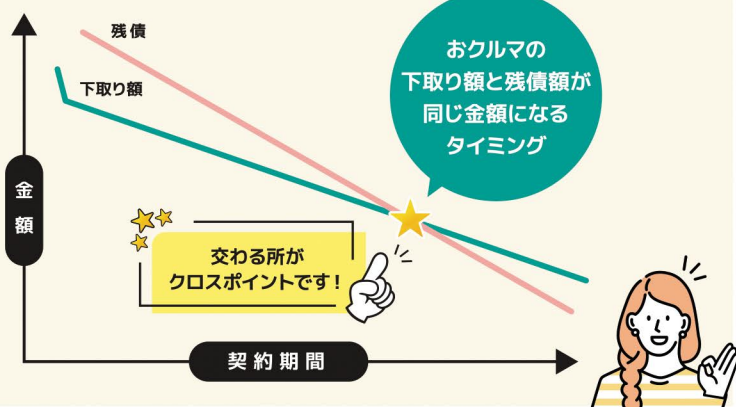 残債
下取り額
おクルマの
下取り額と残債額が
同じ金額になる
タイミング
金額
交わる所が
クロスポイントです!
契約期間